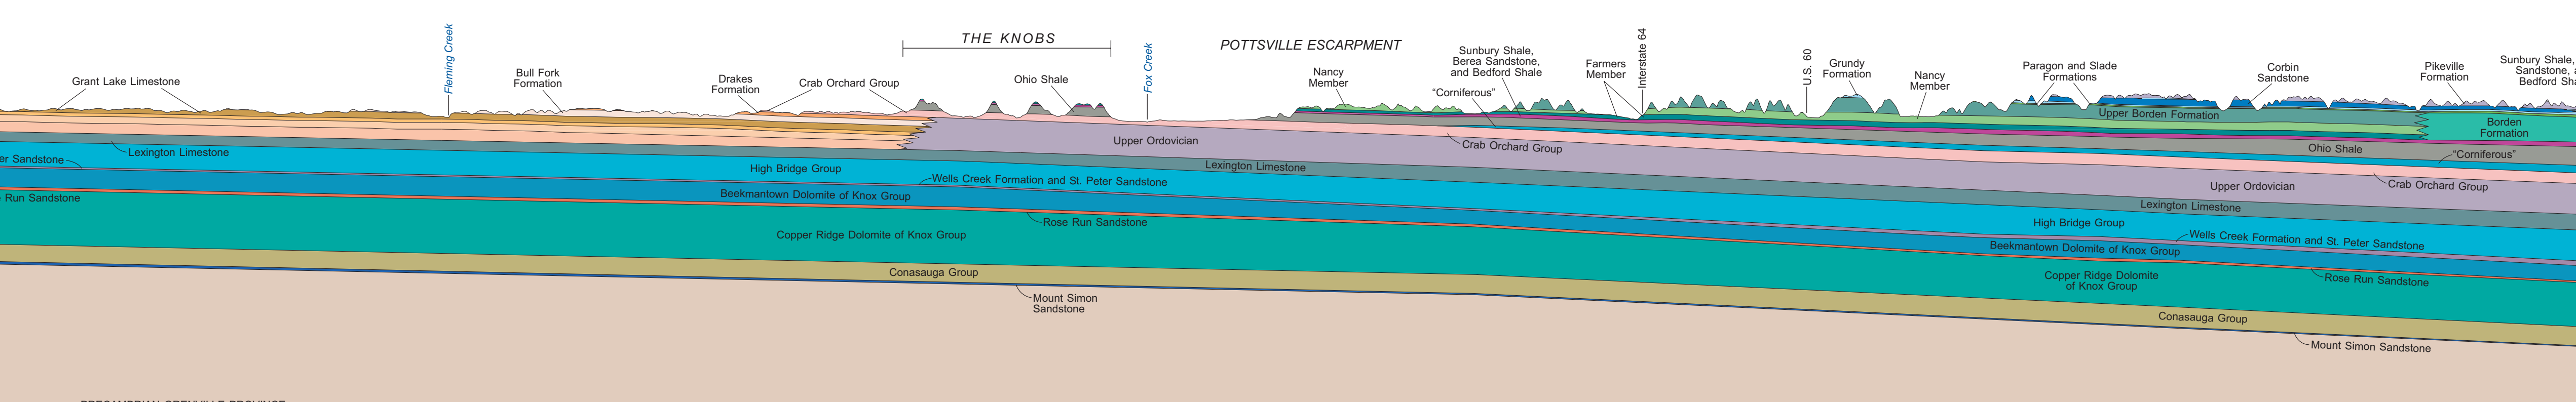 Fleming Creek
THE KNOBS
Fox Creek
POTTSVILLE ESCARPMENT
Interstate 64
U.S. 60
Grant Lake Limestone
Bull Fork
Formation
Drakes
Formation
Crab Orchard Group
Ohio Shale
Nancy
Member
Sunbury Shale,
Berea Sandstone,
and Bedford Shale
“Corniferous”
Farmers
Member
Grundy
Formation
Nancy
Member
Paragon and Slade
Formations
Corbin
Sandstone
Pikeville
Formation
Sunbury Shale,
Sandstone,
Bedford Sha
Upper Borden Formation
Borden
Formation
Upper Ordovician
Crab Orchard Group
Ohio Shale
“Corniferous”
Lexington Limestone
er Sandstone
High Bridge Group
Lexington Limestone
Wells Creek Formation and St. Peter Sandstone
Upper Ordovician
Crab Orchard Group
Beekmantown Dolomite of Knox Group
Run Sandstone
Rose Run Sandstone
Lexington Limestone
High Bridge Group
Copper Ridge Dolomite of Knox Group
Wells Creek Formation and St. Peter Sandstone
Beekmantown Dolomite of Knox Group
Conasauga Group
Copper Ridge Dolomite
of Knox Group
Rose Run Sandstone
Mount Simon
Sandstone
Conasauga Group
Mount Simon Sandstone
PRECAMBRIAN GRENVILLE PROVINCE